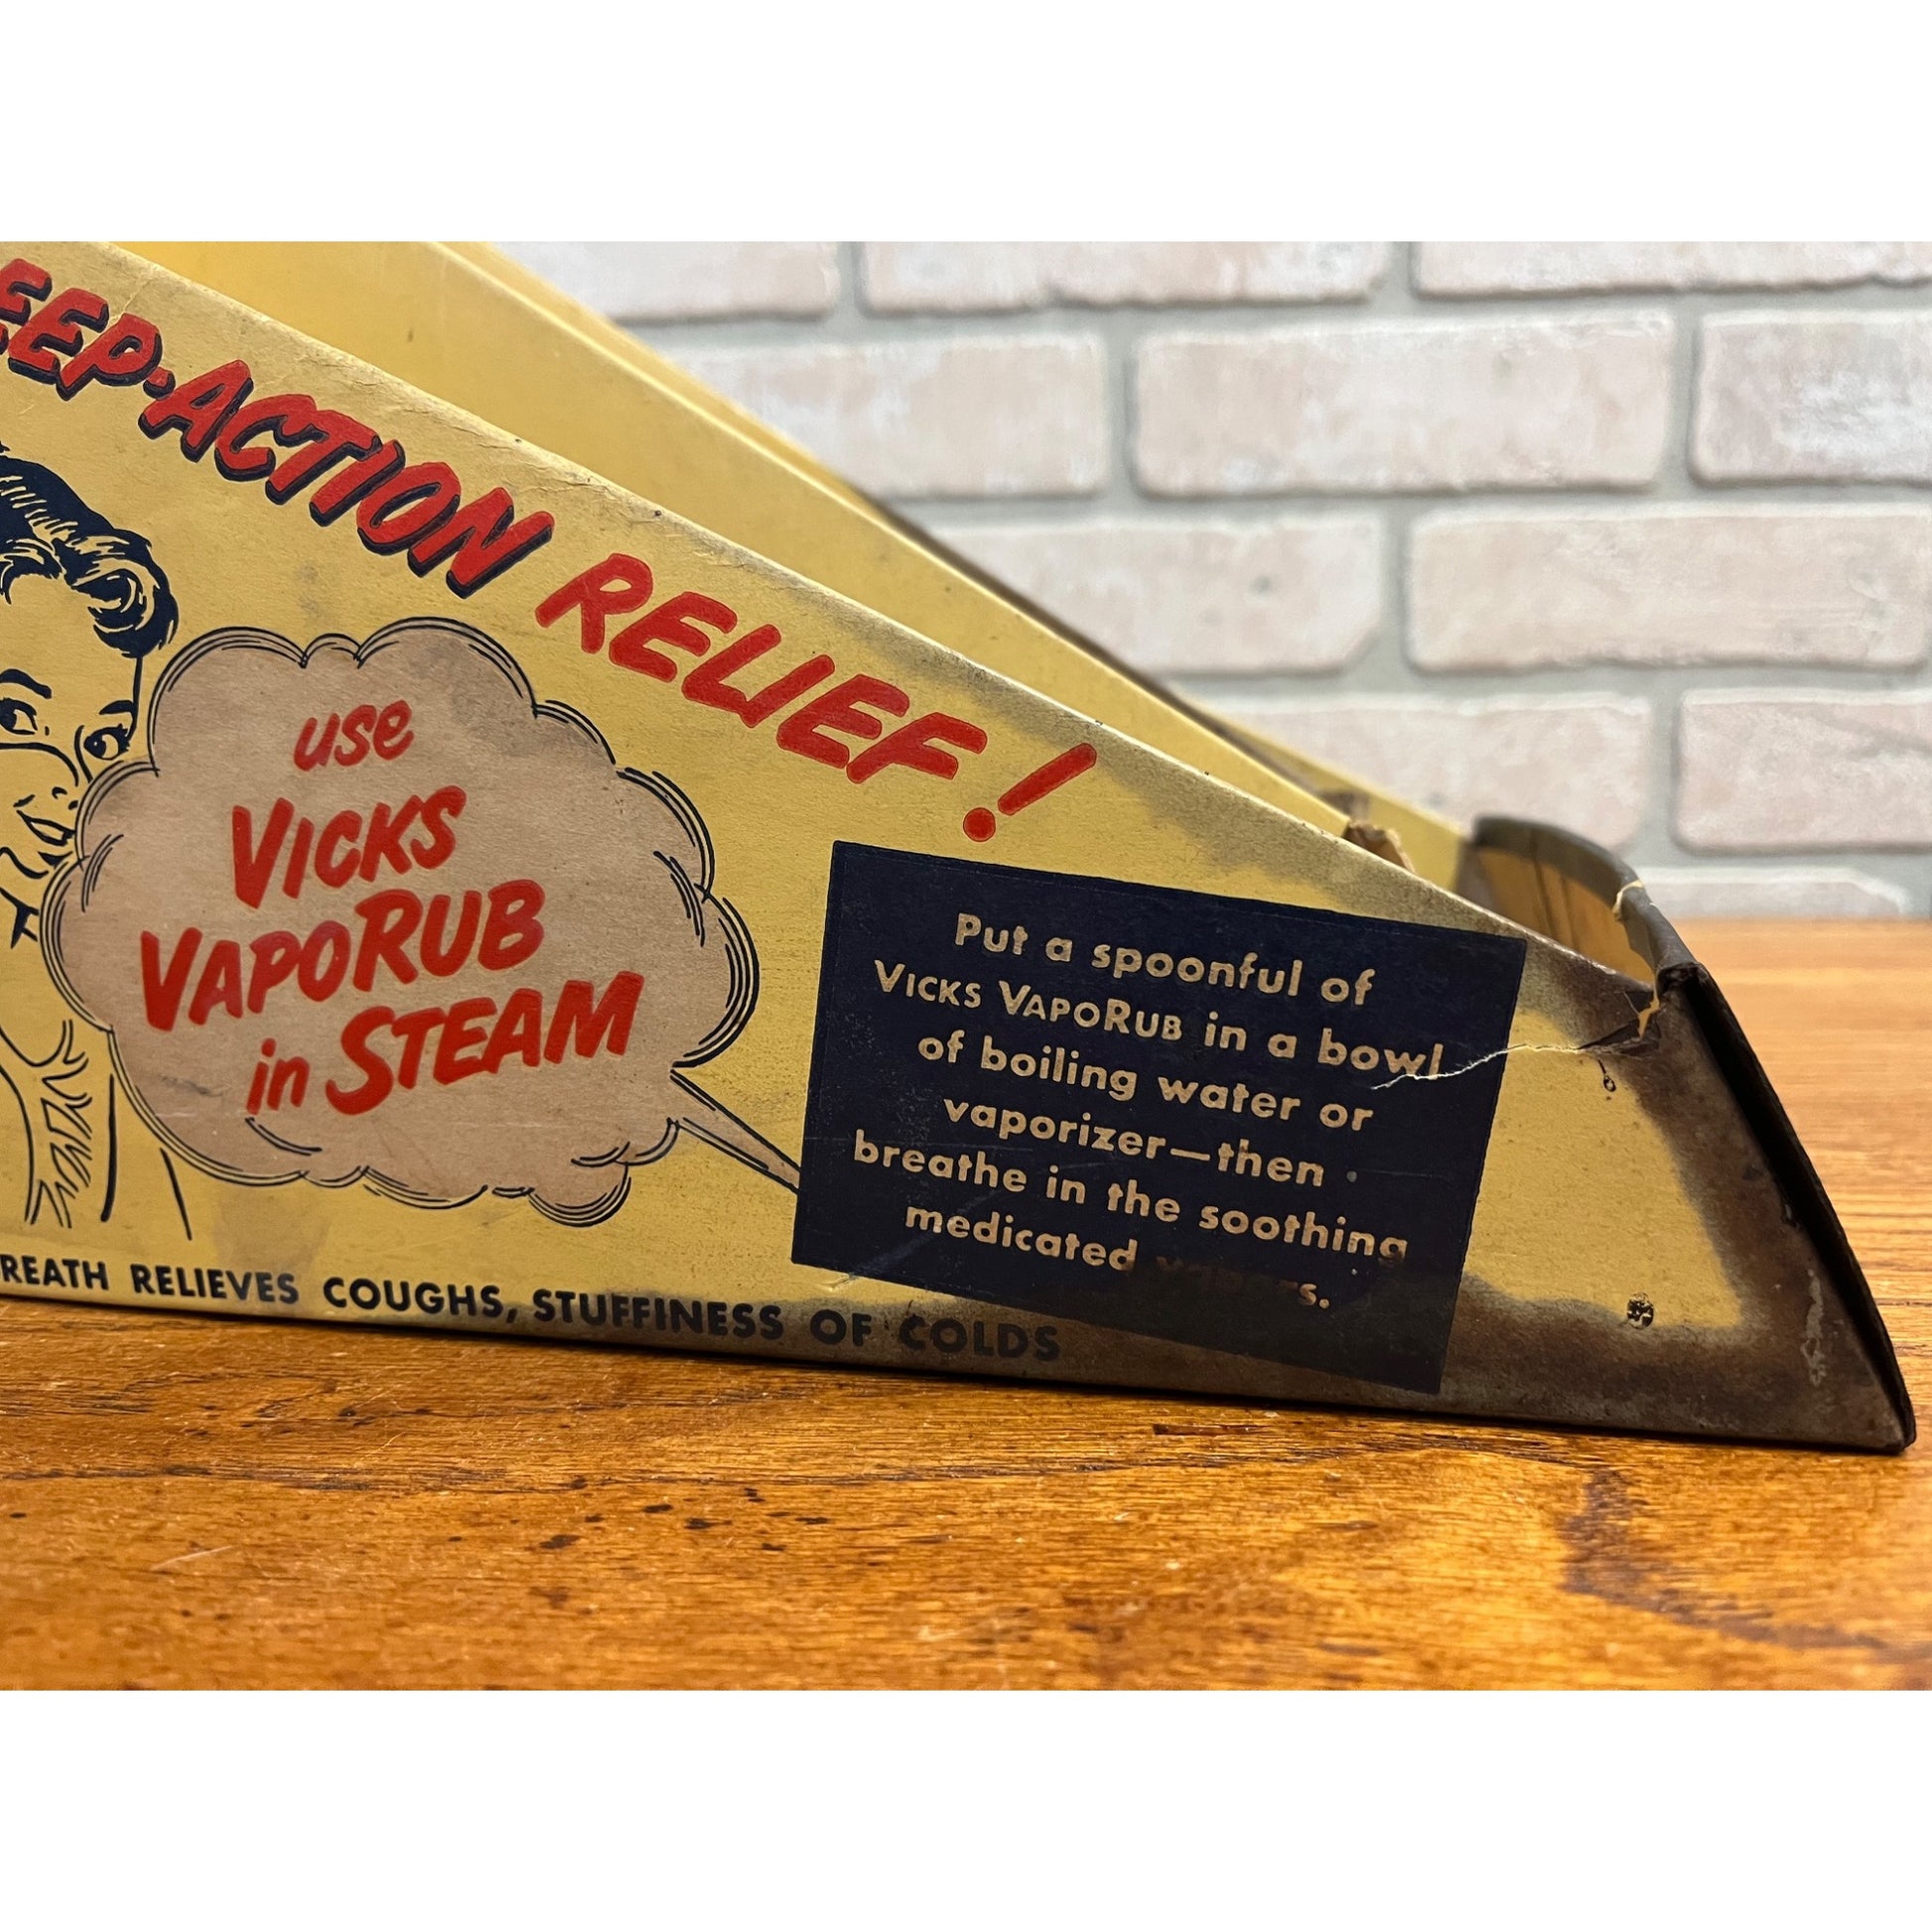 EEP-ACTION RELIEF!
use
VICKS
VAPORUB
in STEAM
Put a spoonful of
VICKS VAPORUB in a bowl
of boiling water or
vaporizer—then
breathe in the soothing
medicated vapors.
REATH RELIEVES COUGHS, STUFFINESS OF COLDS